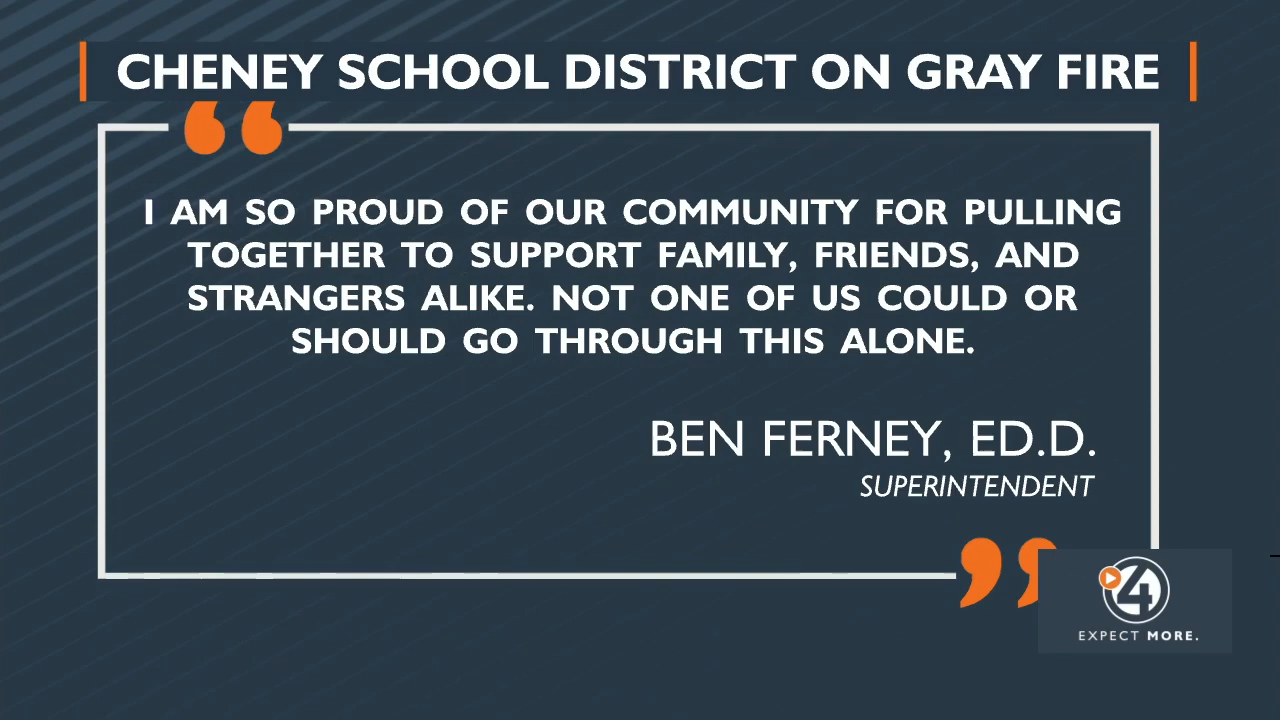 CHENEY SCHOOL DISTRICT ON GRAY FIRE
“
I AM SO PROUD OF OUR COMMUNITY FOR PULLING
TOGETHER TO SUPPORT FAMILY, FRIENDS, AND
STRANGERS ALIKE. NOT ONE OF US COULD OR
SHOULD GO THROUGH THIS ALONE.
BEN FERNEY, ED.D.
SUPERINTENDENT
”
4
EXPECT MORE.